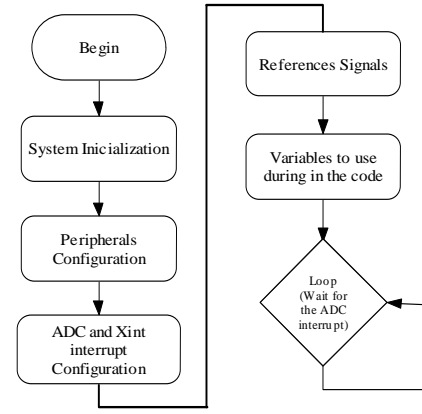 Begin
System Inicialization
Peripherals
Configuration
ADC and Xint
interrupt
Configuration
References Signals
Variables to use
during in the code
Loop
(Wait for
the ADC
interrupt)